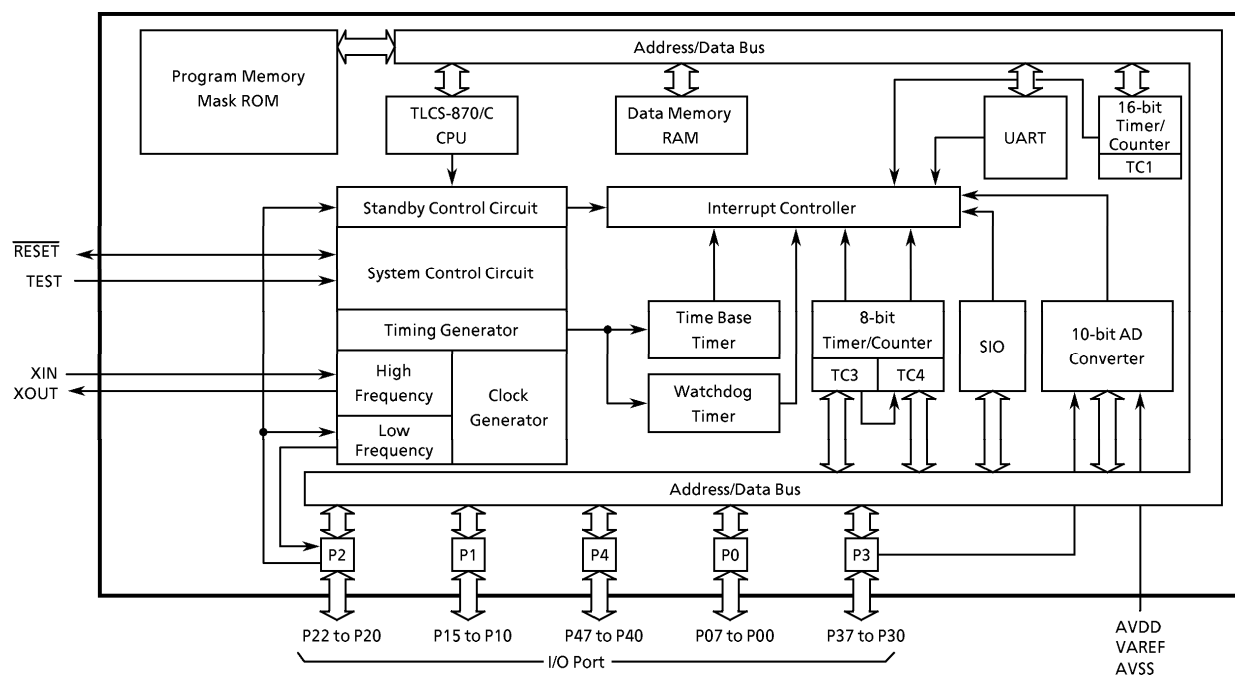 Address/Data Bus
Program Memory
Mask ROM
TLCS-870/C
CPU
Data Memory
RAM
UART
16-bit
Timer/
Counter
TC1
Standby Control Circuit
Interrupt Controller
RESET
TEST
System Control Circuit
Timing Generator
Time Base
Timer
8-bit
Timer/Counter
TC3
TC4
SIO
10-bit AD
Converter
XIN
XOUT
High
Frequency
Clock
Generator
Low
Frequency
Watchdog
Timer
Address/Data Bus
P2
P1
P4
P0
P3
P22 to P20
P15 to P10
P47 to P40
P07 to P00
P37 to P30
I/O Port
AVDD
VAREF
AVSS